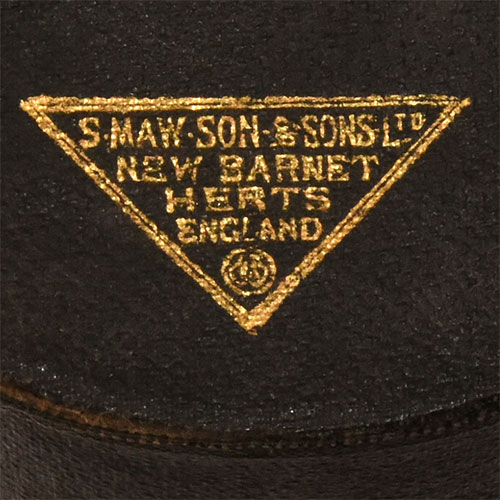 S·MAW·SON·&SONS·LTD
NEW BARNET
HERTS
ENGLAND